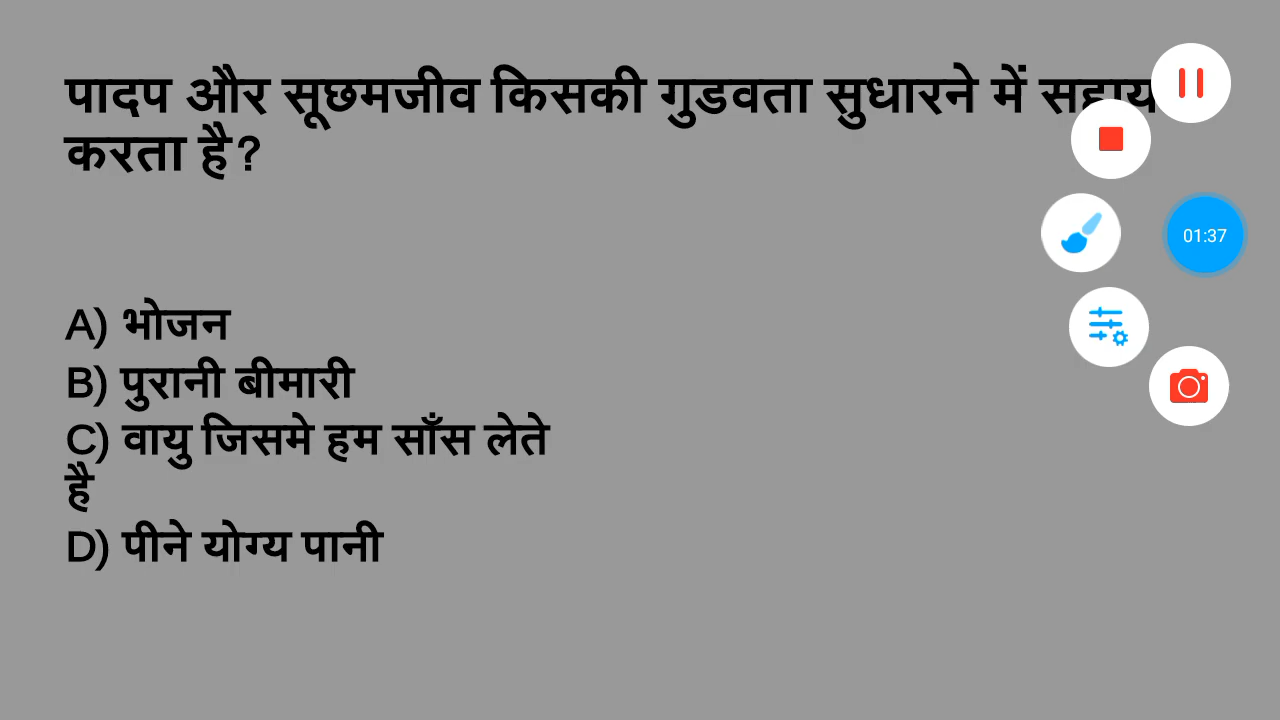 पादप और सूछमजीव किसकी गुडवता सुधारने में
करता है?
01:37
A) भोजन
B) पुरानी बीमारी
C) वायु जिसमे हम साँस लेते
है
D) पीने योग्य पानी